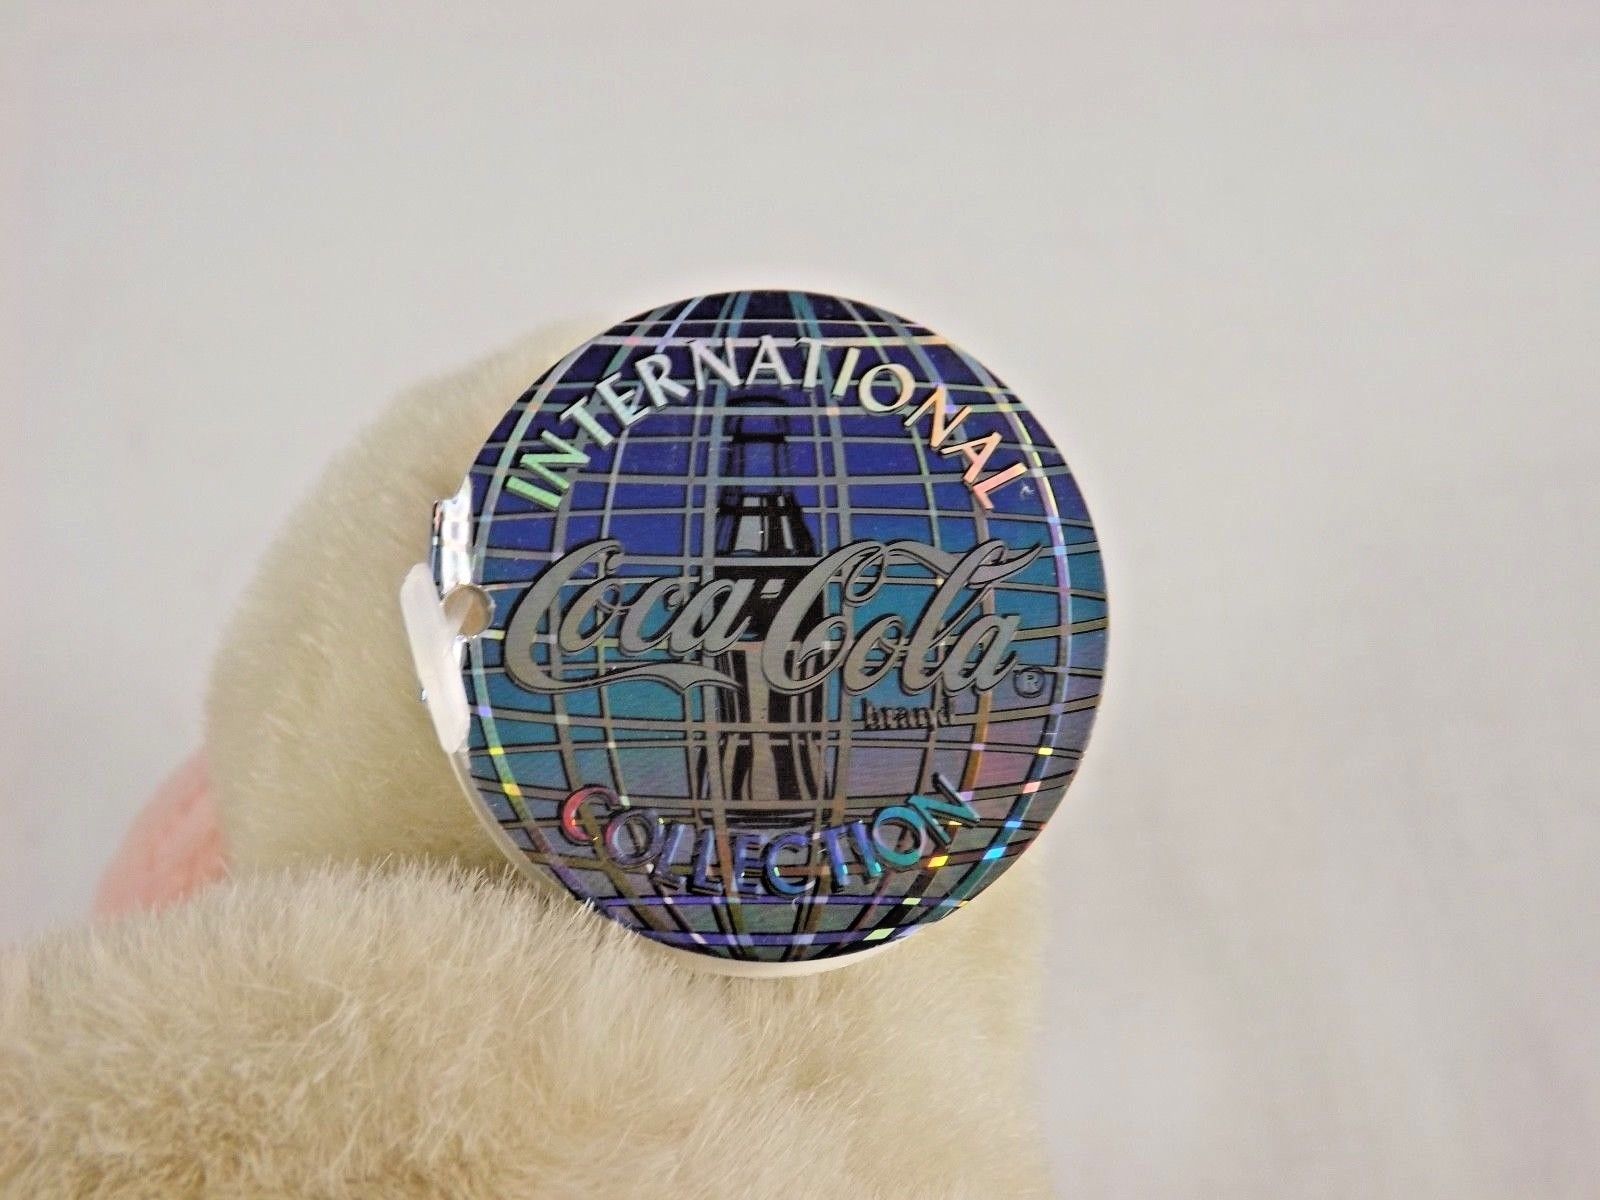 INTERNATIONAL
Coca-Cola®
brand
COLLECTION